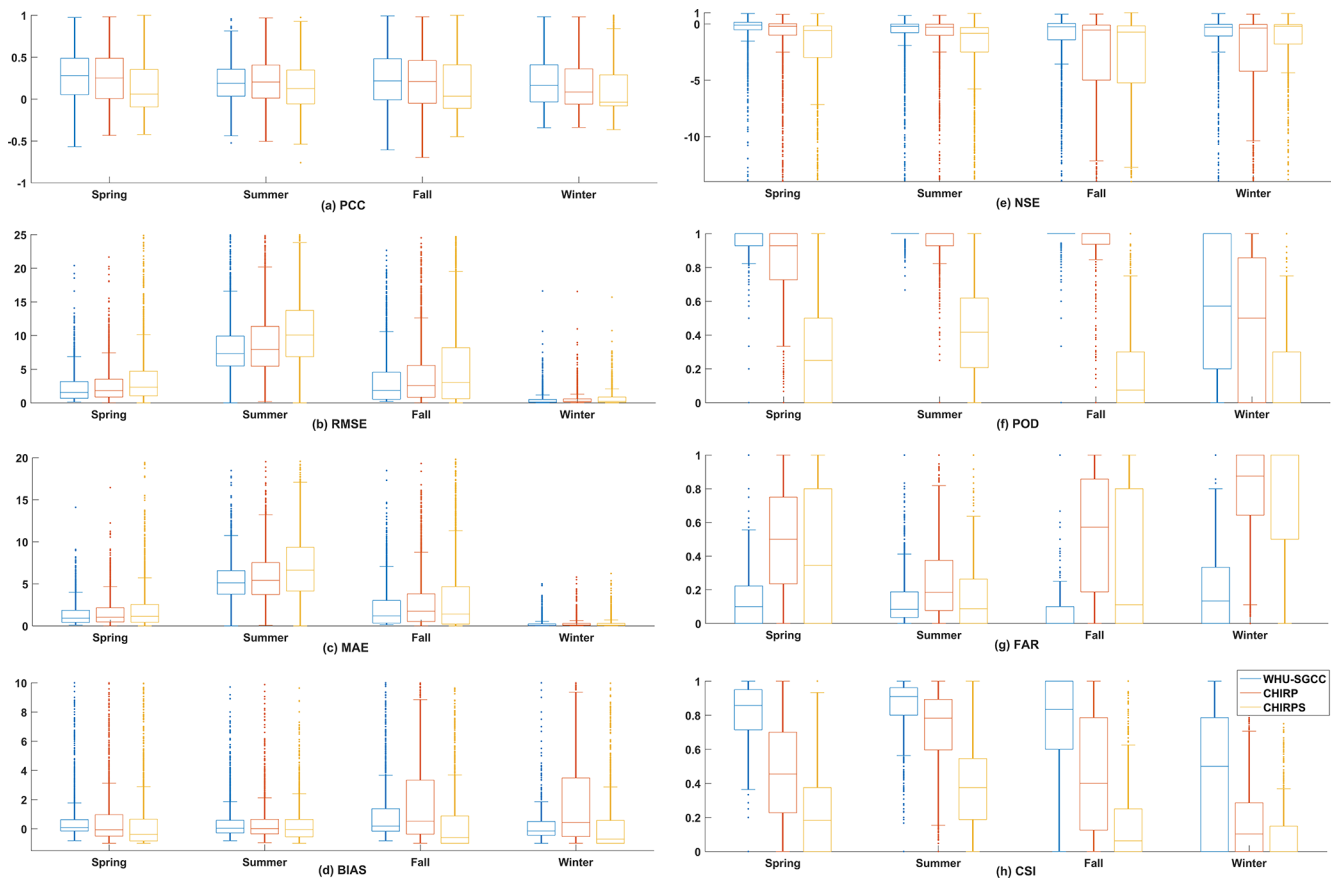 1
0.5
0
-0.5
-1
Spring Summer Fall Winter
(a) PCC
25
20
15
10
5
0
Spring Summer Fall Winter
(b) RMSE
20
15
10
5
0
Spring Summer Fall Winter
(c) MAE
10
8
6
4
2
0
Spring Summer Fall Winter
(d) BIAS
1
0
-5
-10
Spring Summer Fall Winter
(e) NSE
1
0.8
0.6
0.4
0.2
0
Spring Summer Fall Winter
(f) POD
1
0.8
0.6
0.4
0.2
0
Spring Summer Fall Winter
(g) FAR
1
0.8
0.6
0.4
0.2
0
WHU-SGCC
CHIRP
CHIRPS
Spring Summer Fall Winter
(h) CSI